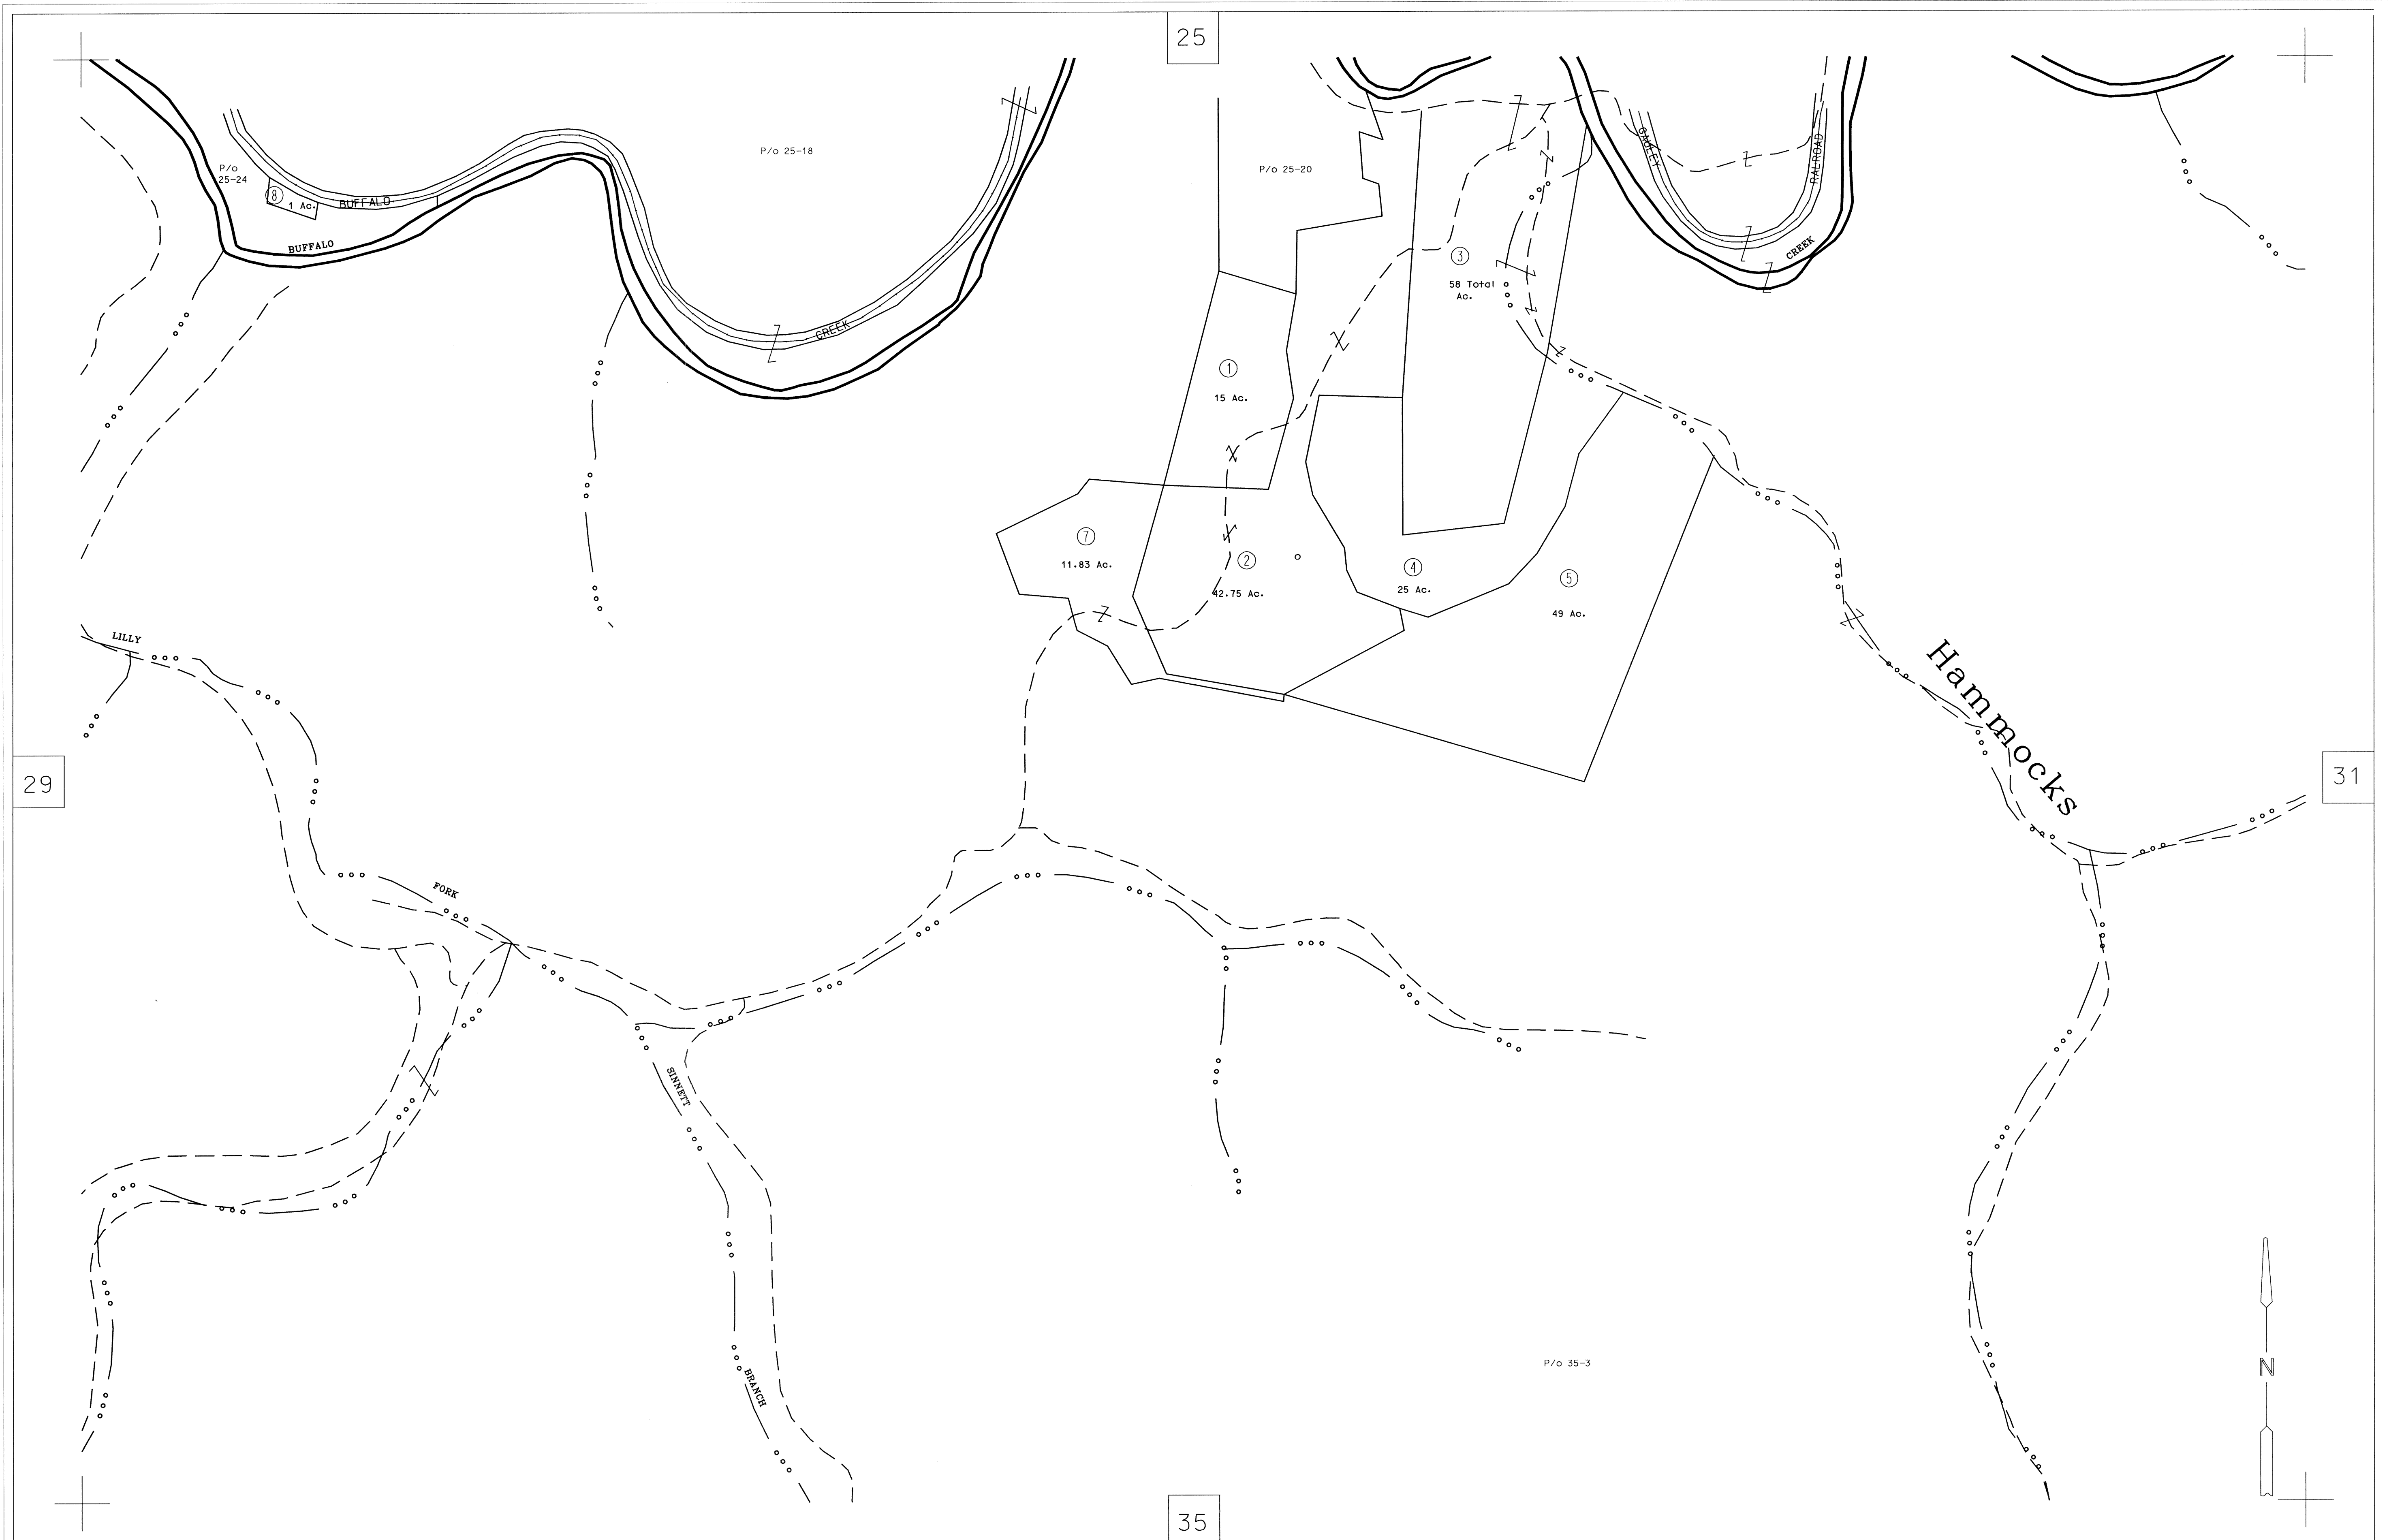 25
P/o 25-18
P/o
25-24
8
1 Ac.
BUFFALO
BUFFALO
CREEK
P/o 25-20
GAULEY
RALROAD
CREEK
3
58 Total
Ac.
1
15 Ac.
7
11.83 Ac.
2
42.75 Ac.
4
25 Ac.
5
49 Ac.
LILLY
Hammocks
29
31
FORK
SINNETT
BRANCH
P/o 35-3
N
35